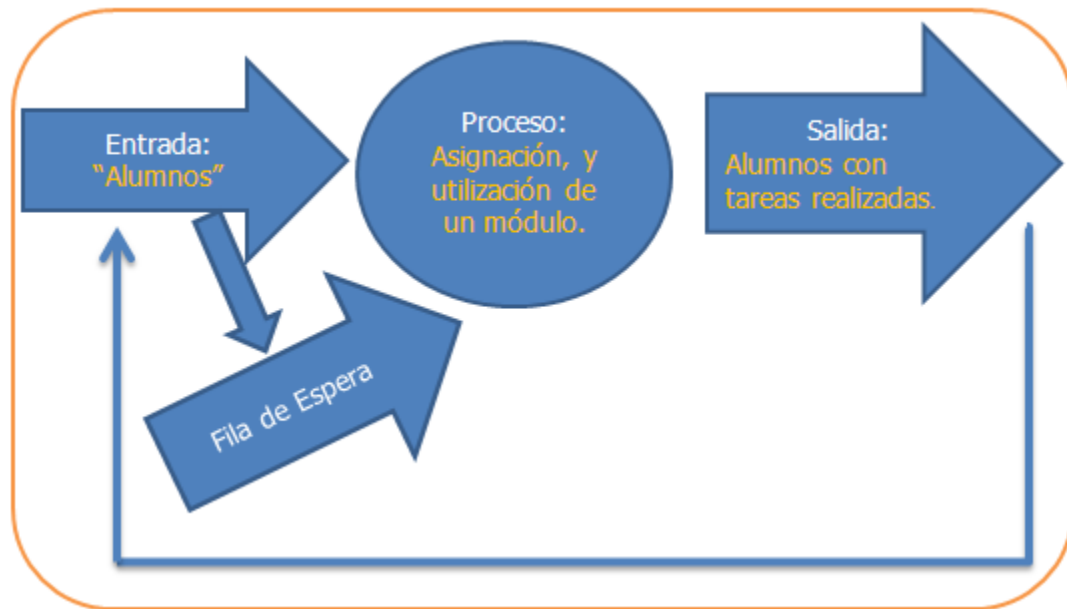 Entrada:
“Alumnos”
Proceso:
Asignación, y
utilización de
un módulo.
Salida:
Alumnos con
tareas realizadas.
Fila de Espera